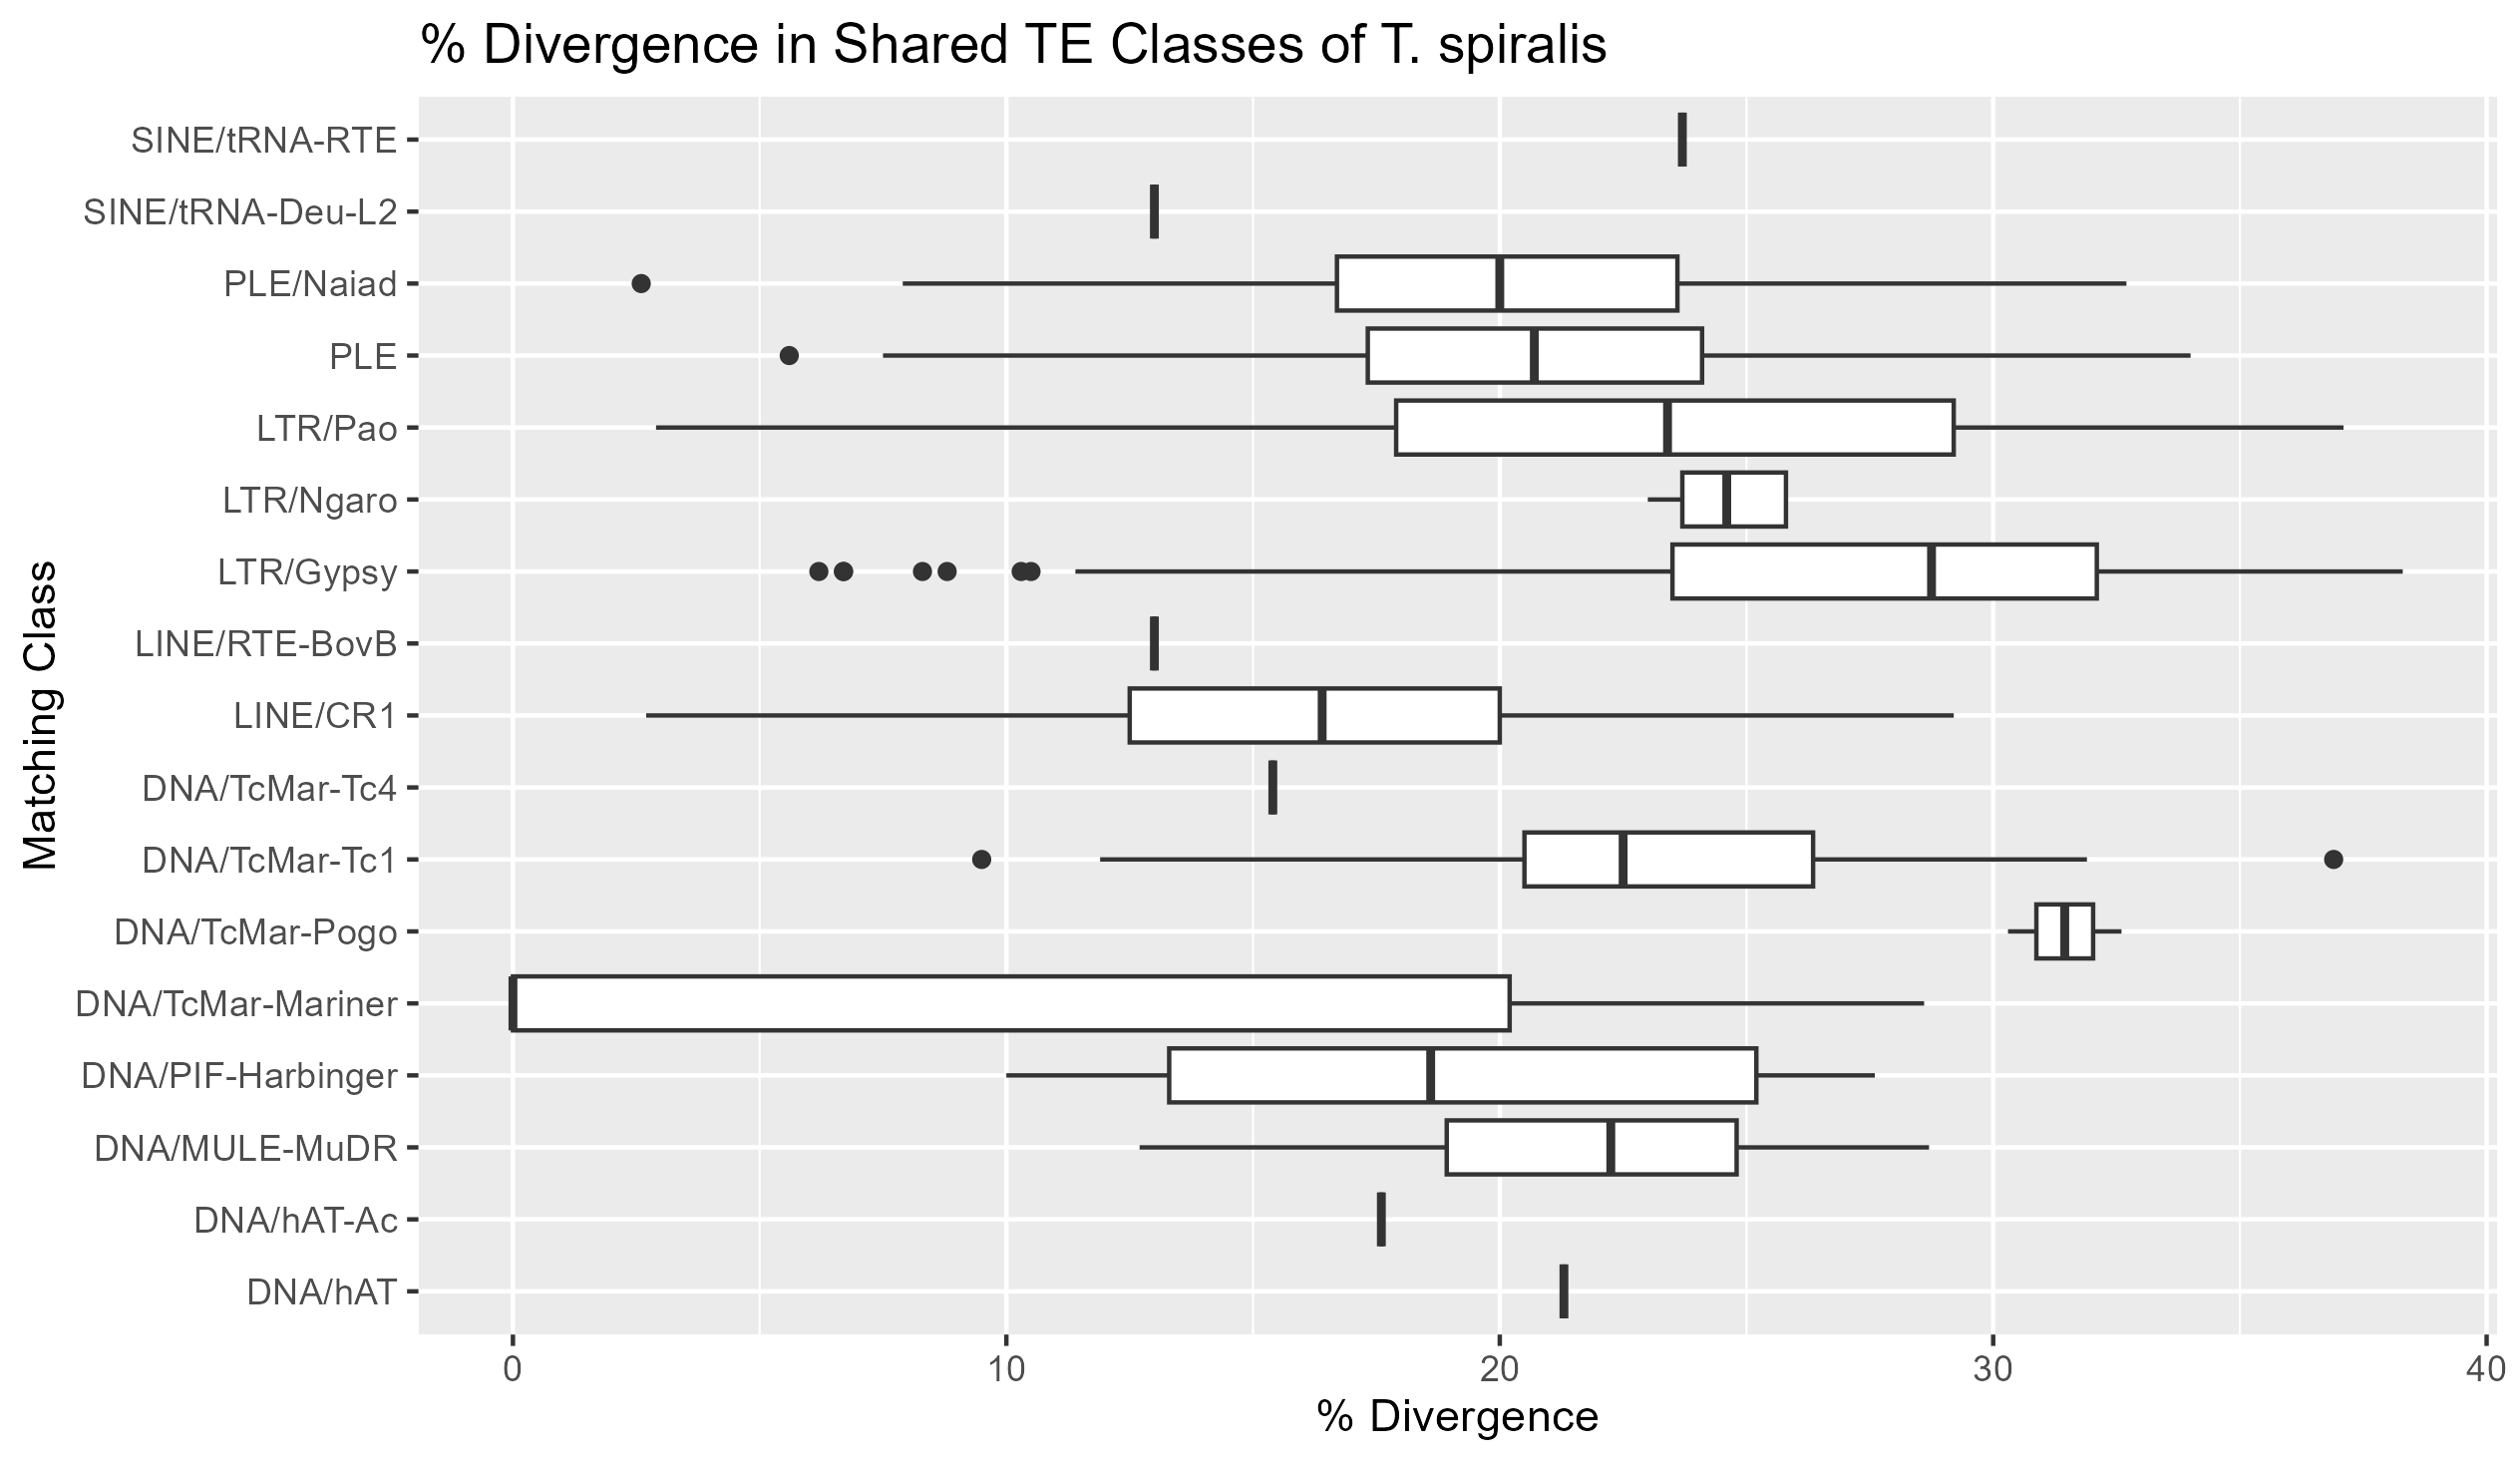 % Divergence in Shared TE Classes of T. spiralis
Matching Class
SINE/tRNA-RTE
SINE/tRNA-Deu-L2
PLE/Naiad
PLE
LTR/Pao
LTR/Ngaro
LTR/Gypsy
LINE/RTE-BovB
LINE/CR1
DNA/TcMar-Tc4
DNA/TcMar-Tc1
DNA/TcMar-Pogo
DNA/TcMar-Mariner
DNA/PIF-Harbinger
DNA/MULE-MuDR
DNA/hAT-Ac
DNA/hAT
0 10 20 30 40
% Divergence